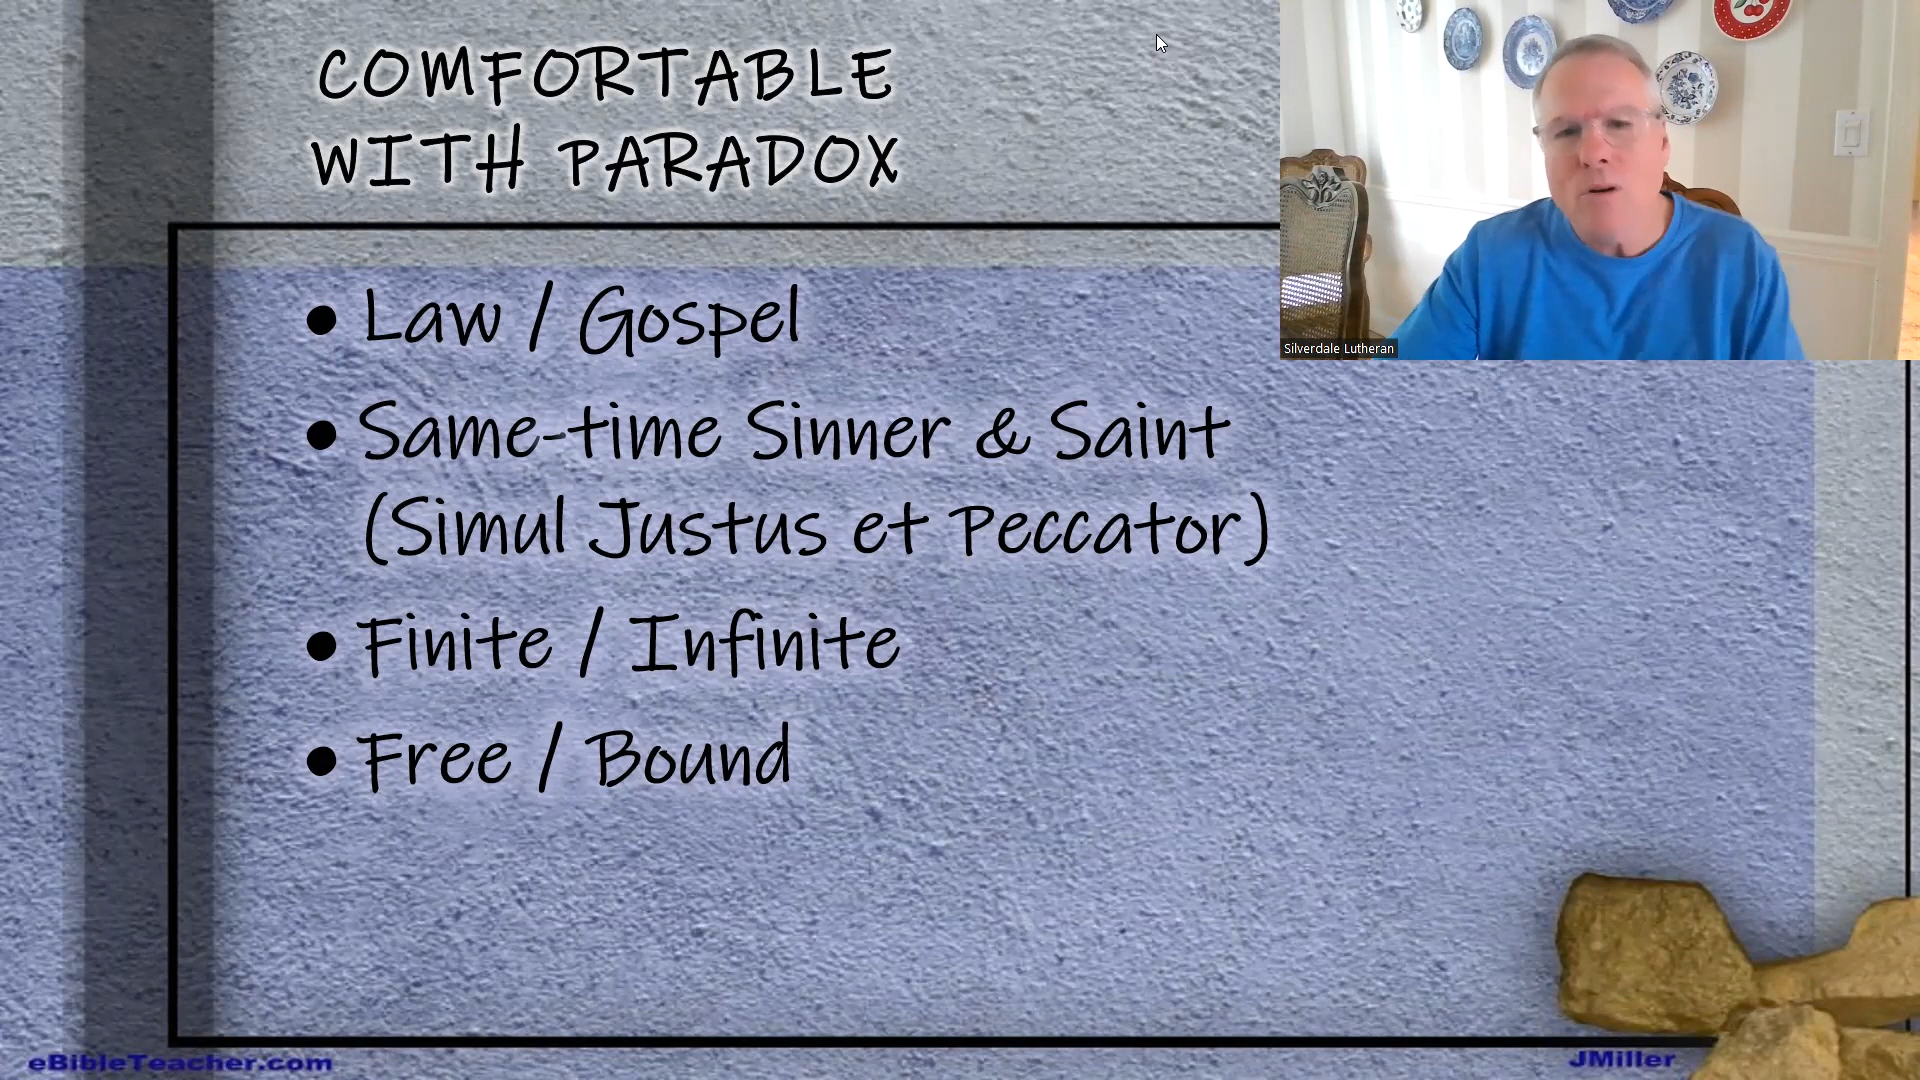 COMFORTABLE
WITH PARADOX
• Law / Gospel
• Same-time Sinner & Saint
(Simul Justus et Peccator)
• Finite / Infinite
• Free / Bound
Silverdale Lutheran
eBibleTeacher.com
JMiller